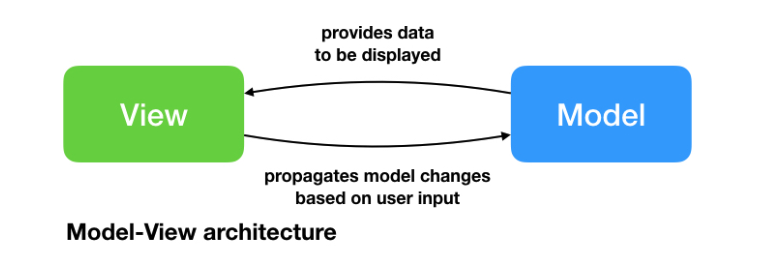 provides data
to be displayed
View
Model
propagates model changes
based on user input
Model-View architecture